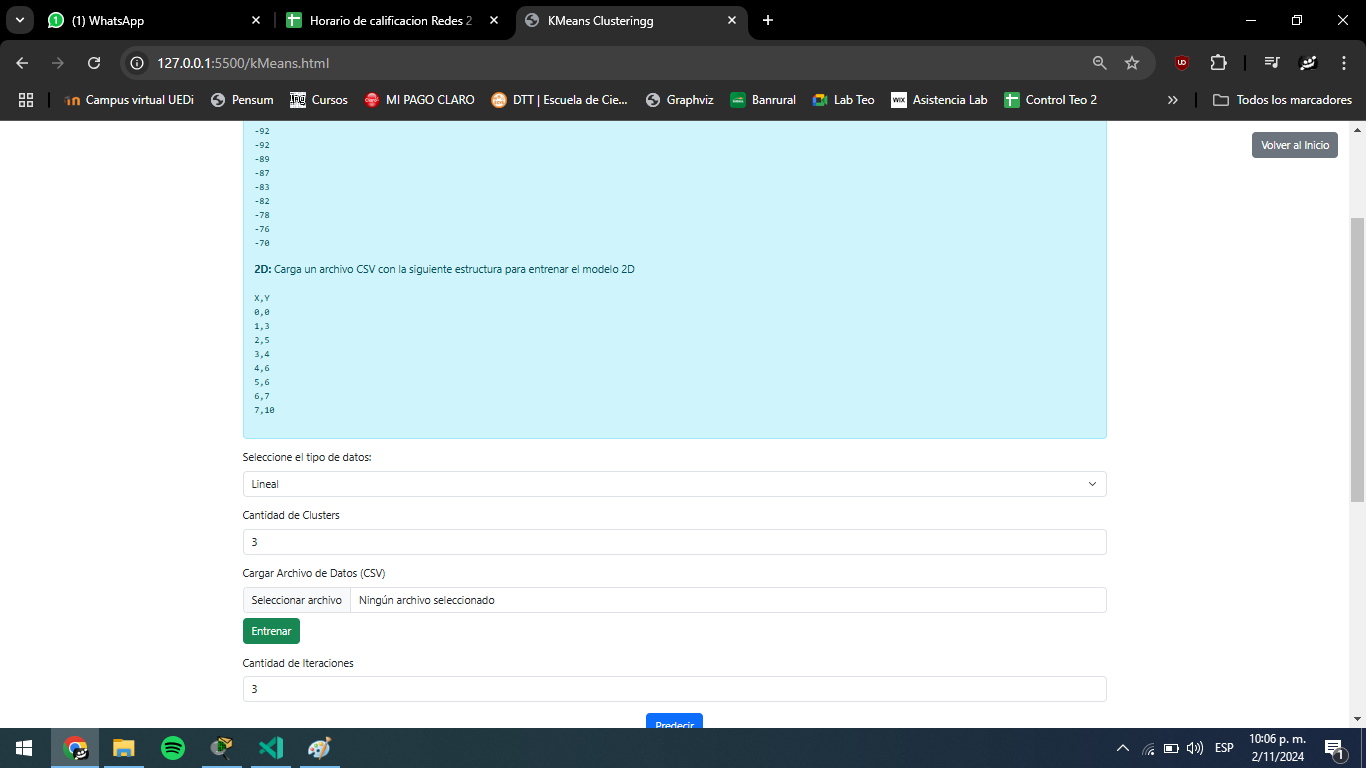 (1) WhatsApp
Horario de calificacion Redes 2
KMeans Clusteringg
127.0.0.1:5500/kMeans.html
Campus virtual UEDi
Pensum
Cursos
MI PAGO CLARO
DTT | Escuela de Cie...
Graphviz
Banrural
Lab Teo
WIX
Asistencia Lab
Control Teo 2
Todos los marcadores
-92
-92
-89
-87
-83
-82
-78
-76
-70
Volver al Inicio
2D: Carga un archivo CSV con la siguiente estructura para entrenar el modelo 2D
X,Y
0,0
1,3
2,5
3,4
4,6
5,6
6,7
7,10
Seleccione el tipo de datos:
Lineal
Cantidad de Clusters
3
Cargar Archivo de Datos (CSV)
Seleccionar archivo
Ningún archivo seleccionado
Entrenar
Cantidad de Iteraciones
3
Predecir
ESP
10:06 p. m.
2/11/2024
1